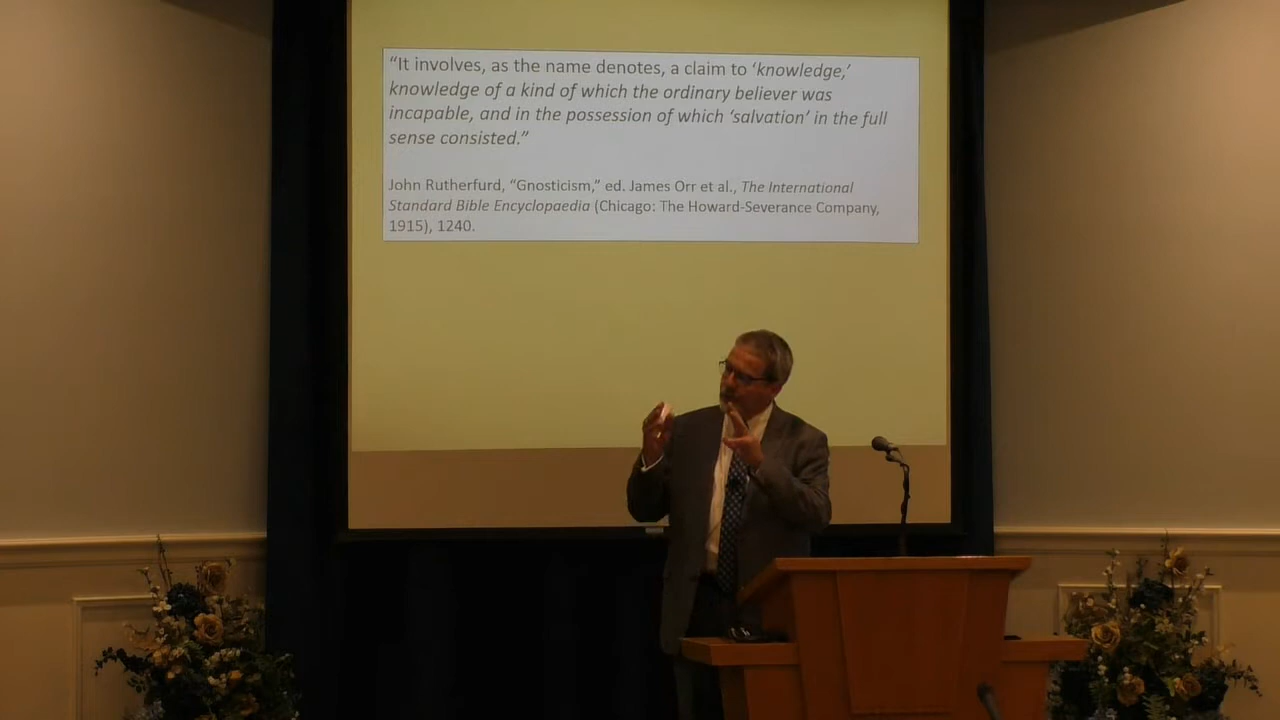 “It involves, as the name denotes, a claim to ‘knowledge,’
knowledge of a kind of which the ordinary believer was
incapable, and in the possession of which ‘salvation’ in the full
sense consisted.”
John Rutherfurd, “Gnosticism,” ed. James Orr et al., The International
Standard Bible Encyclopaedia (Chicago: The Howard-Severance Company,
1915), 1240.